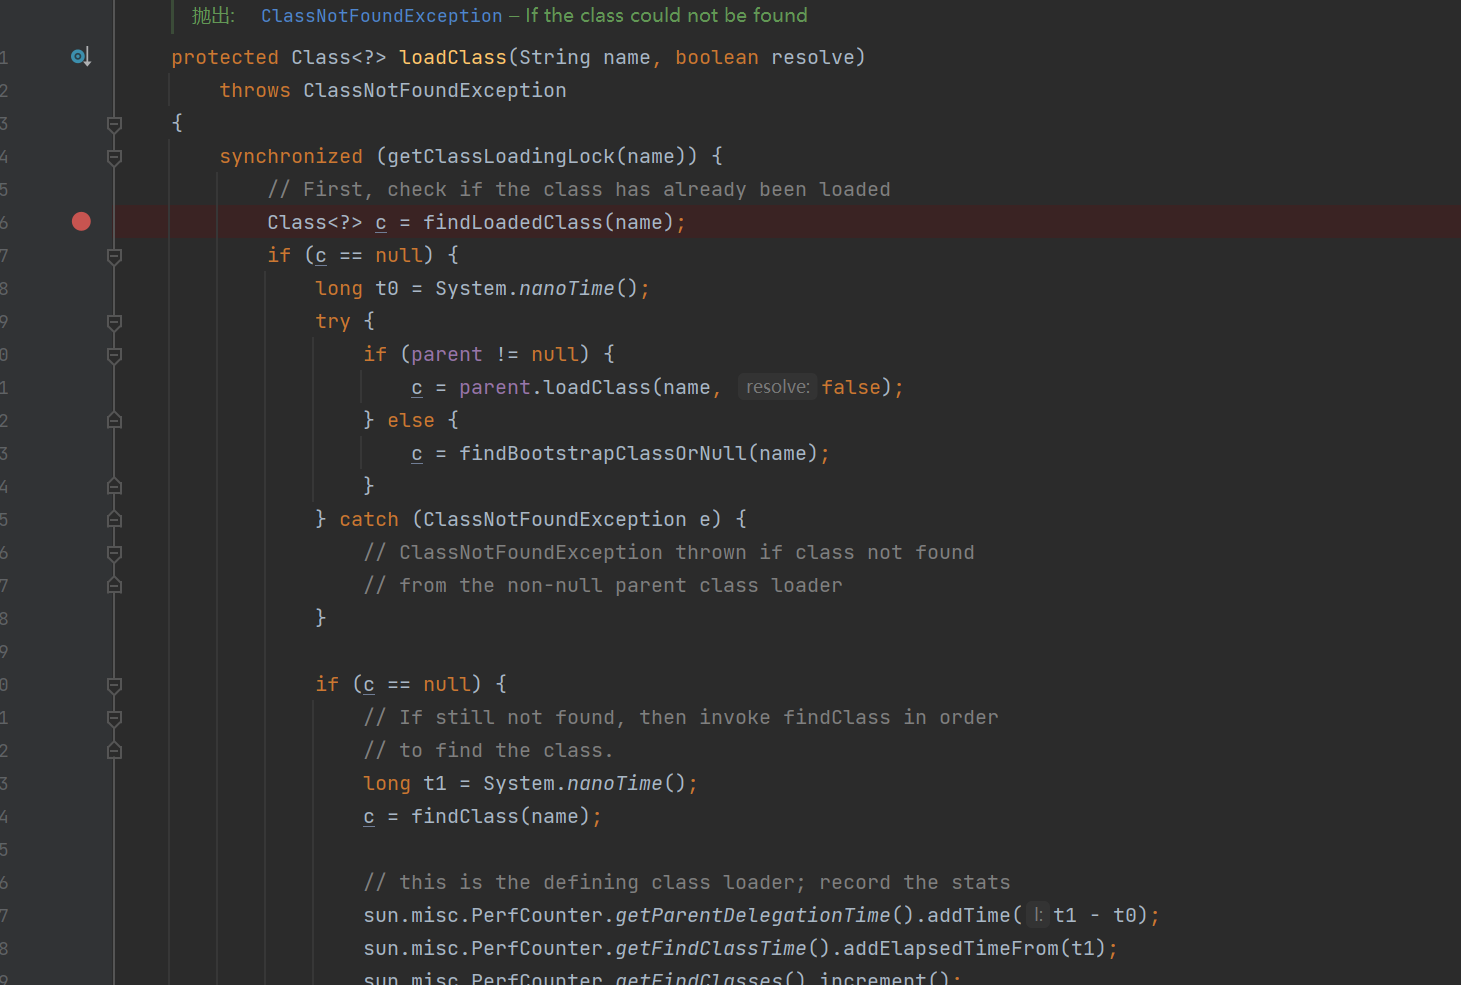 抛出: ClassNotFoundException – If the class could not be found
1 protected Class<?> loadClass(String name, boolean resolve)
2 throws ClassNotFoundException
3 {
4 synchronized (getClassLoadingLock(name)) {
5 // First, check if the class has already been loaded
6 Class<?> c = findLoadedClass(name);
7 if (c == null) {
8 long t0 = System.nanoTime();
9 try {
0 if (parent != null) {
1 c = parent.loadClass(name, resolve: false);
2 } else {
3 c = findBootstrapClassOrNull(name);
4 }
5 } catch (ClassNotFoundException e) {
6 // ClassNotFoundException thrown if class not found
7 // from the non-null parent class loader
8 }
9
0 if (c == null) {
1 // If still not found, then invoke findClass in order
2 // to find the class.
3 long t1 = System.nanoTime();
4 c = findClass(name);
5
6 // this is the defining class loader; record the stats
7 sun.misc.PerfCounter.getParentDelegationTime().addTime( l: t1 - t0);
8 sun.misc.PerfCounter.getFindClassTime().addElapsedTimeFrom(t1);
9 sun.misc.PerfCounter.getFindClasses().increment();